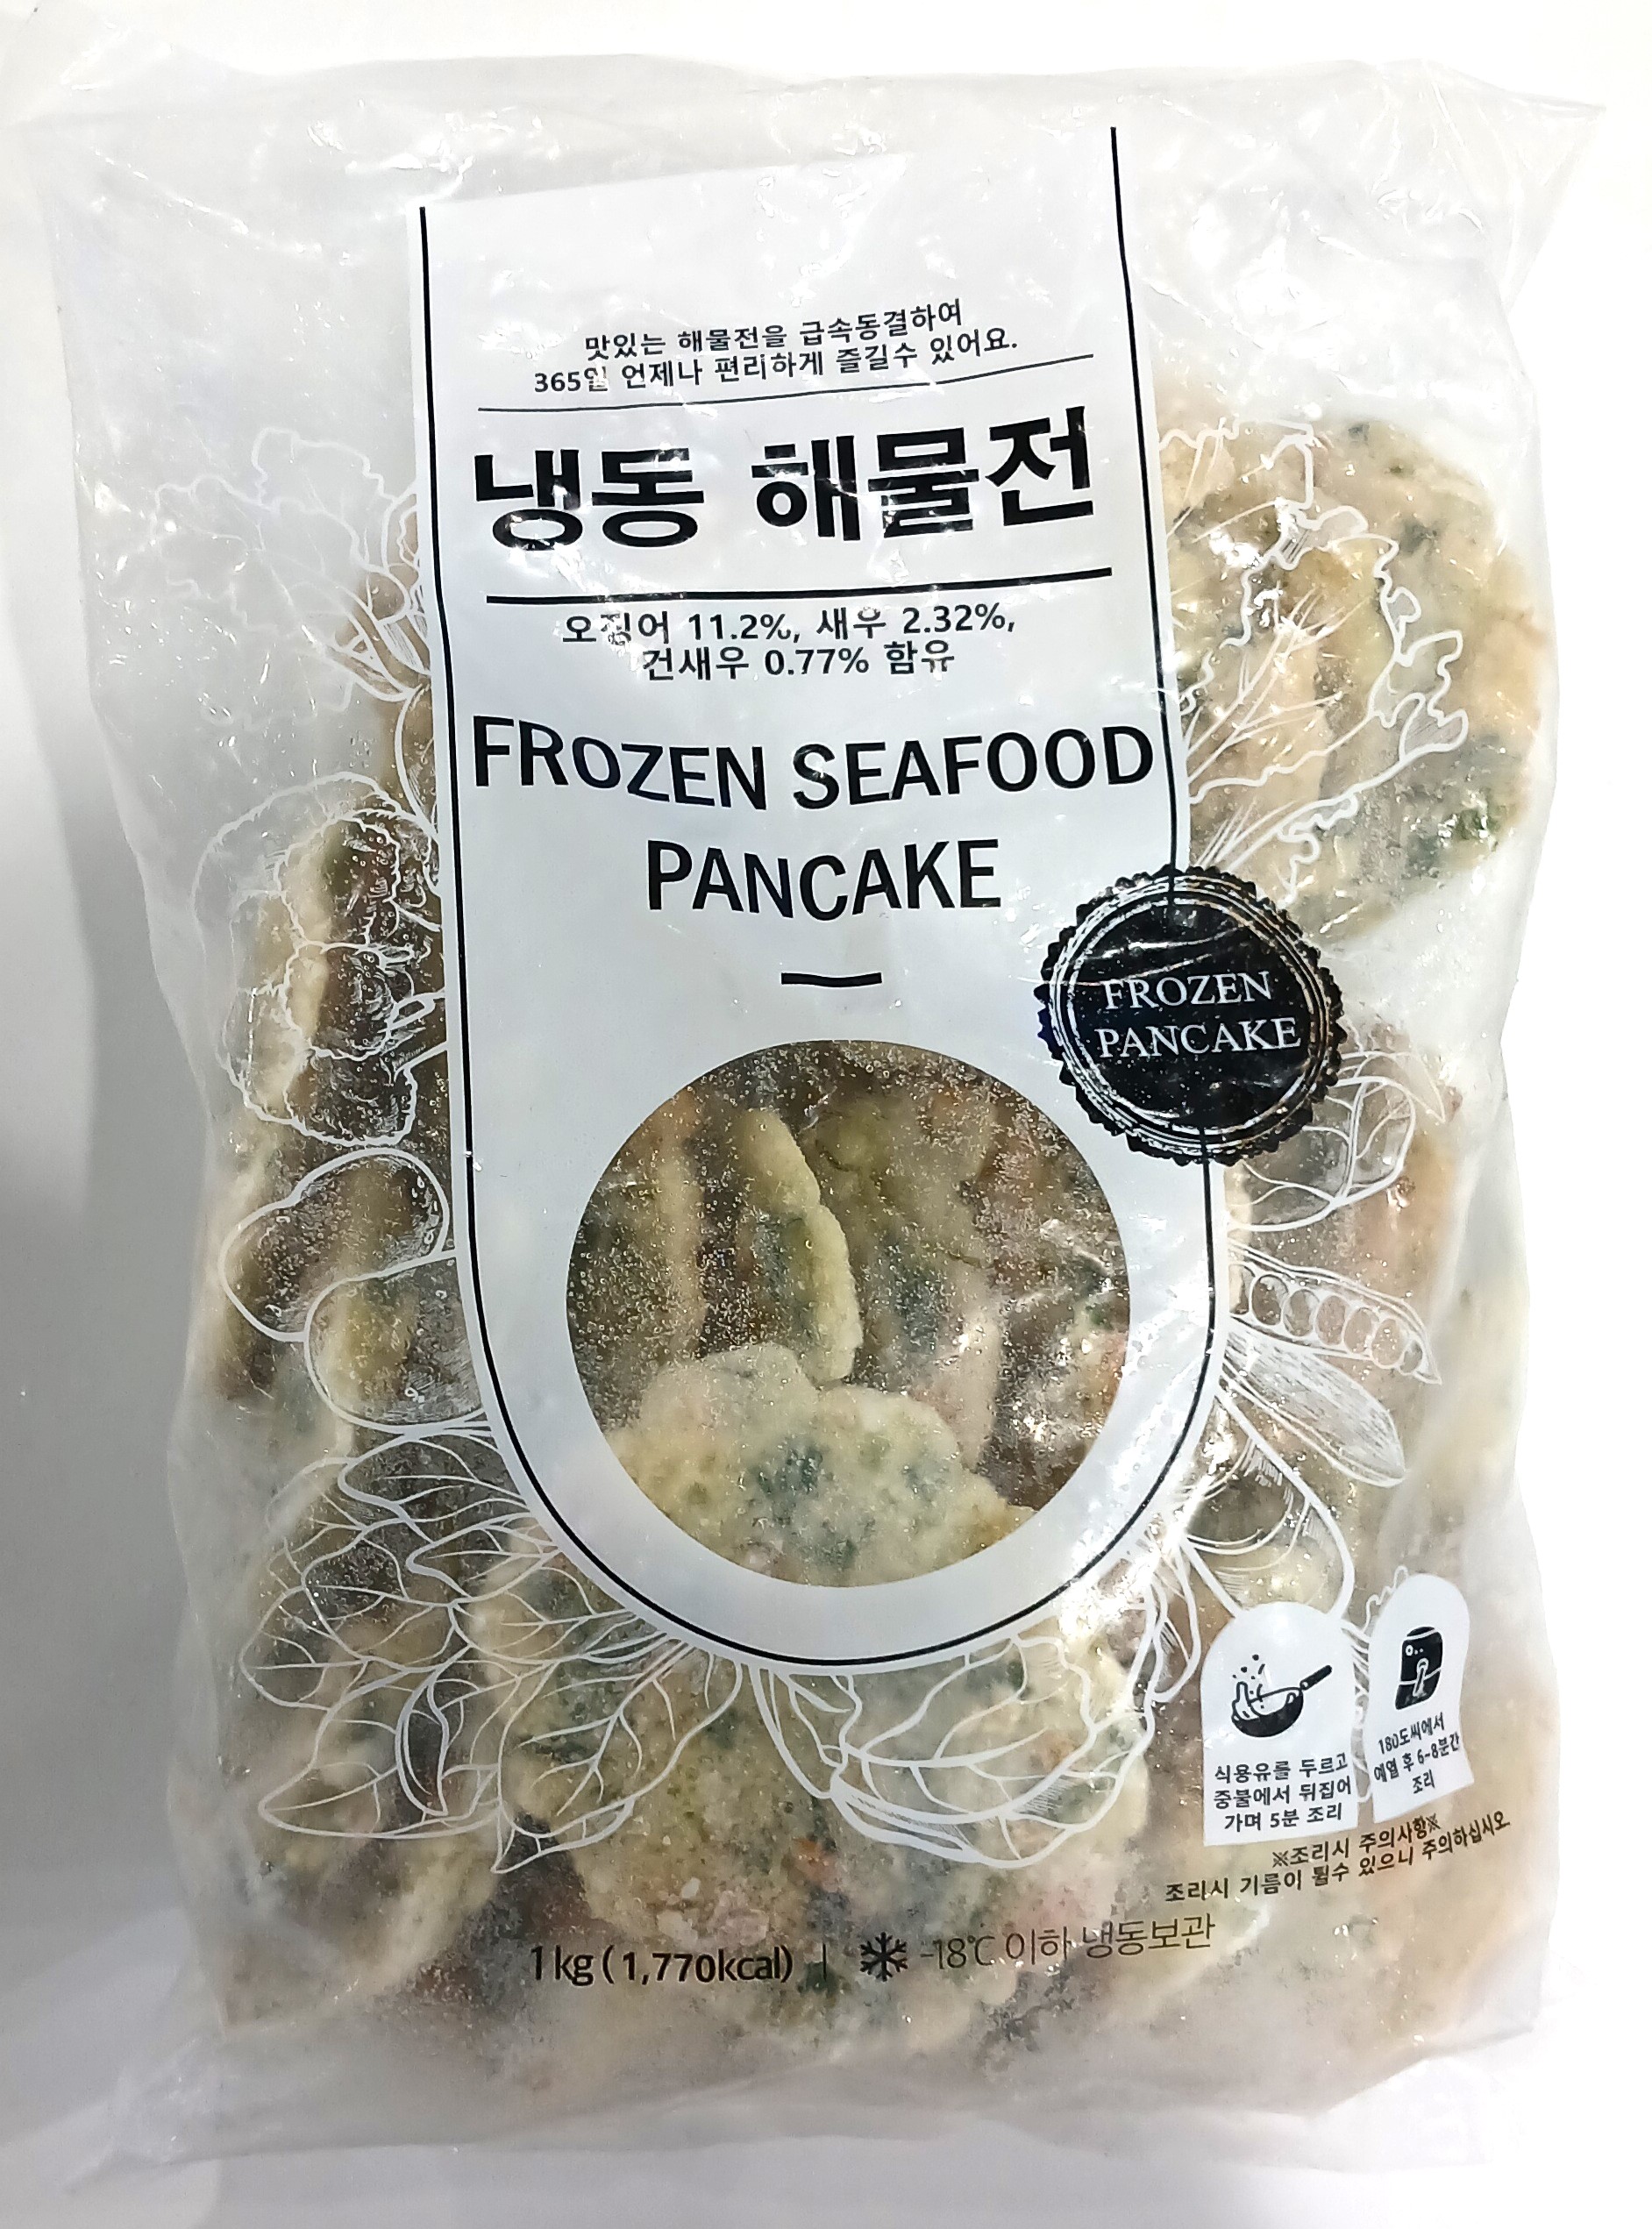 맛있는 해물전을 급속동결하여
365일 언제나 편리하게 즐길수 있어요.
냉동 해물전
오징어 11.2%, 새우 2.32%,
건새우 0.77% 함유
FROZEN SEAFOOD
PANCAKE
FROZEN
PANCAKE
식용유를 두르고
중불에서 뒤집어
가며 5분 조리
180도씨에서
예열 후 6~8분간
조리
※조리시 주의사항※
조리시 기름이 튈수 있으니 주의하십시오
1kg(1,770kcal) | -18℃ 이하 냉동보관